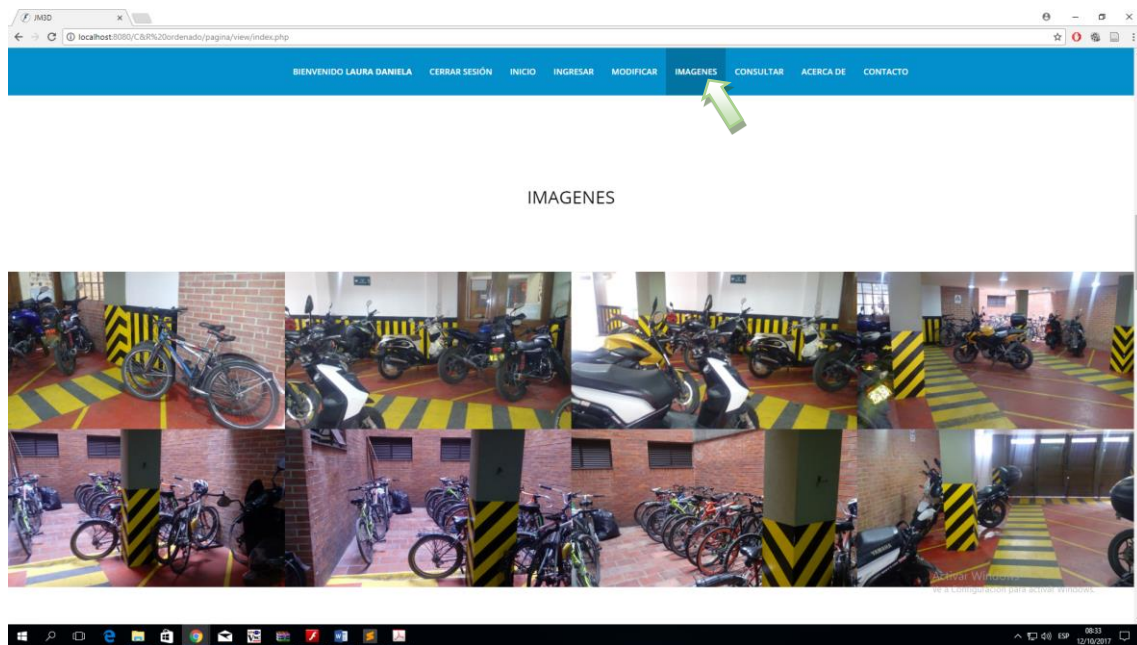 JM3D
localhost:8080/C&R%20ordenado/pagina/view/index.php
BIENVENIDO LAURA DANIELA CERRAR SESIÓN INICIO INGRESAR MODIFICAR IMAGENES CONSULTAR ACERCA DE CONTACTO
IMAGENES
YAMAHA
Activar Windows
Ve a Configuración para activar Windows.
ESP
08:33
12/10/2017